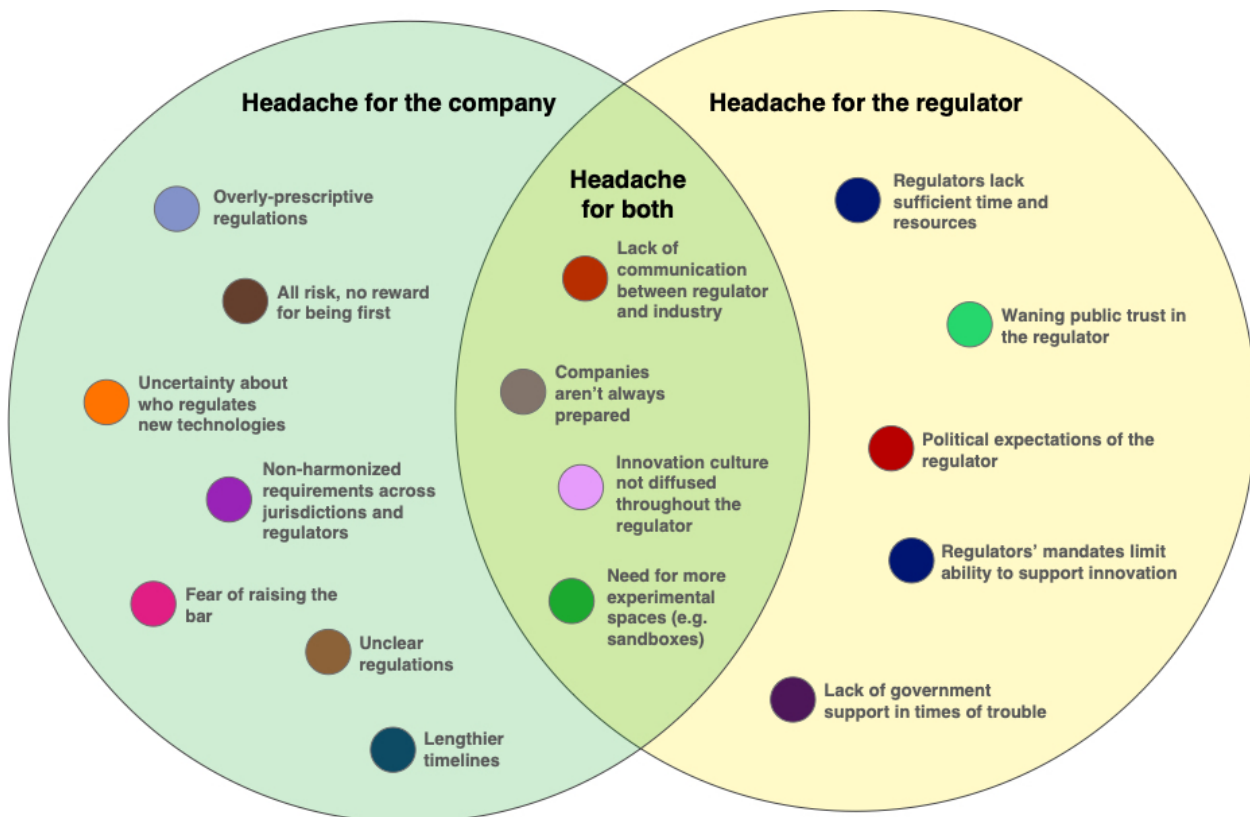 Headache for the company
Overly-prescriptive
regulations
All risk, no reward
for being first
Uncertainty about
who regulates
new technologies
Non-harmonized
requirements across
jurisdictions and
regulators
Fear of raising the
bar
Unclear
regulations
Lengthier
timelines
Headache
for both
Lack of
communication
between regulator
and industry
Companies
aren’t always
prepared
Innovation culture
not diffused
throughout the
regulator
Need for more
experimental
spaces (e.g.
sandboxes)
Headache for the regulator
Regulators lack
sufficient time and
resources
Waning public trust in
the regulator
Political expectations of the
regulator
Regulators’ mandates limit
ability to support innovation
Lack of government
support in times of trouble